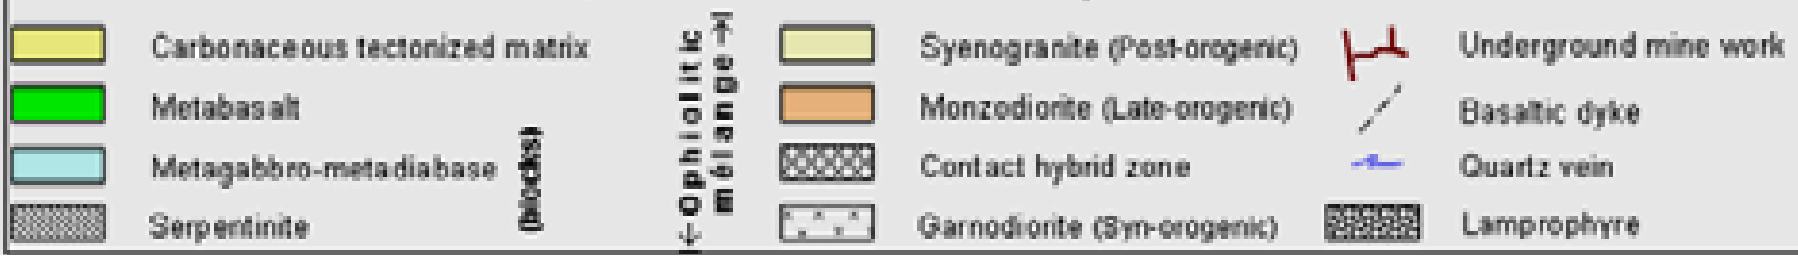 Carbonaceous tectonized matrix
Metabasalt
Metagabbro-metadiabase
Serpentinite
(blocks)
←Ophiolitic
mélange→
Syenogranite (Post-orogenic)
Monzodiorite (Late-orogenic)
Contact hybrid zone
Garnodiorite (Syn-orogenic)
Underground mine work
Basaltic dyke
Quartz vein
Lamprophyre